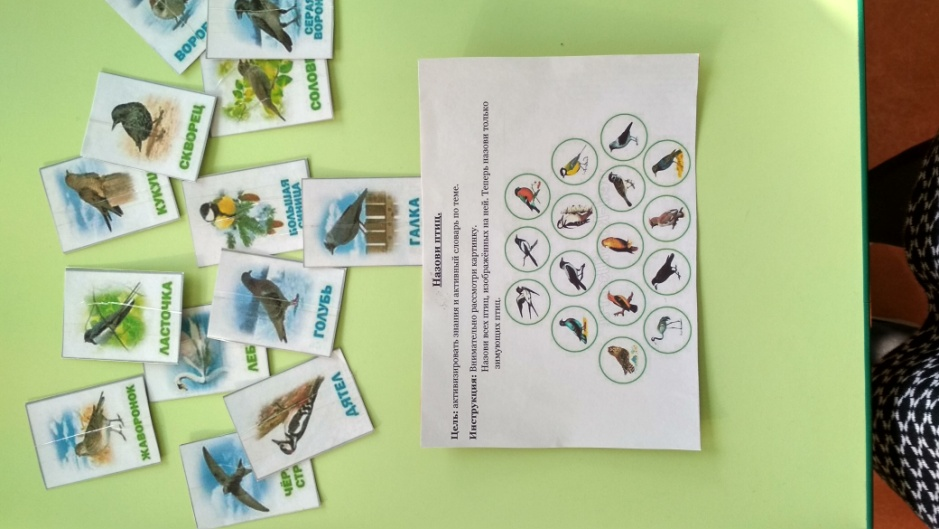 Назови птиц.
Цель: активизировать знания и активный словарь по теме.
Инструкция: Внимательно рассмотри картинку.
Назови всех птиц, изображённых на ней. Теперь назови только
зимующих птиц.
ВОРОБ
СЕРАЯ
ВОРОН
СОЛОВ
СКВОРЕЦ
КУКУ
БОЛЬШАЯ
СИНИЦА
ГАЛКА
ЛАСТОЧКА
ГОЛУБЬ
ЛЕБ
ЖАВОРОНОК
ДЯТЕЛ
ЧЁР
СТР